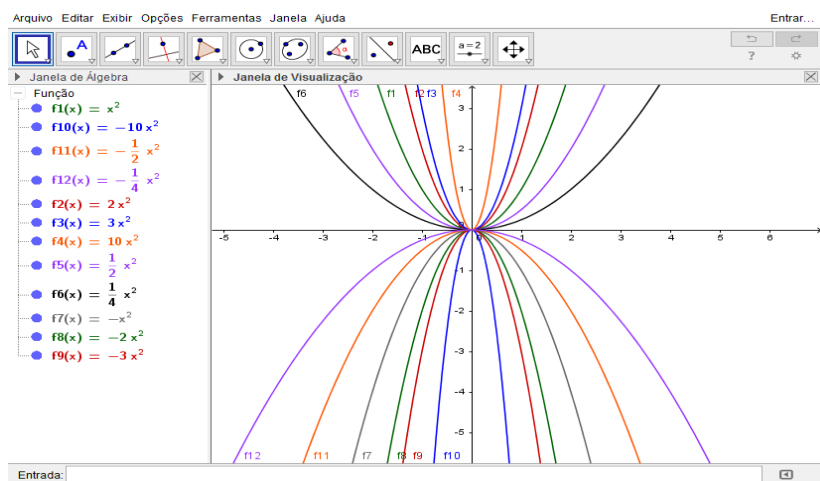 Arquivo Editar Exibir Opções Ferramentas Janela Ajuda Entrar...
A ABC a=2 ?
Janela de Álgebra Janela de Visualização
Função
f1(x) = x²
f10(x) = −10 x²
f11(x) = − 1/2 x²
f12(x) = − 1/4 x²
f2(x) = 2 x²
f3(x) = 3 x²
f4(x) = 10 x²
f5(x) = 1/2 x²
f6(x) = 1/4 x²
f7(x) = −x²
f8(x) = −2 x²
f9(x) = −3 x²
f6 f5 f1 f2 f3 f4
3
2
1
-5 -4 -3 -2 -1 0 1 2 3 4 5 6
-1
-2
-3
-4
-5
f12 f11 f7 f8 f9 f10
Entrada: